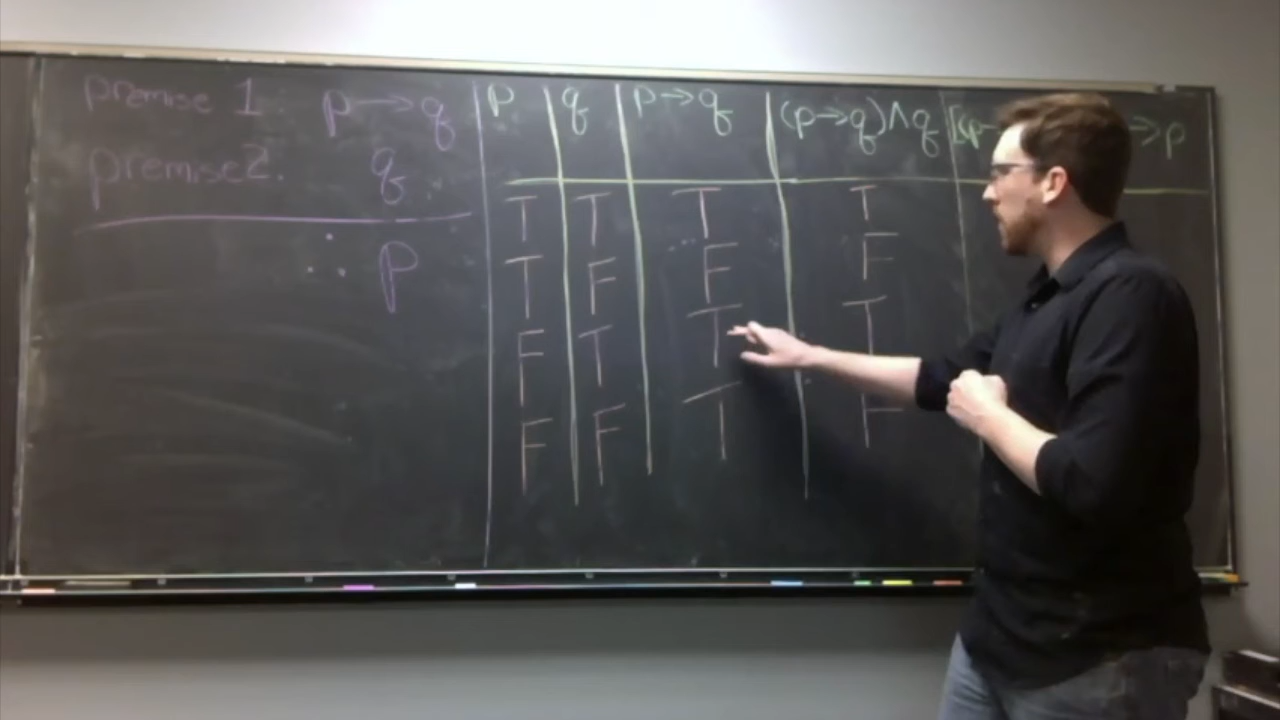 premise 1: p → q
premise 2. q
∴ p
p q p → q (p → q) ∧ q [(p → p
T T T T
T F F F
F T T T
F F T F